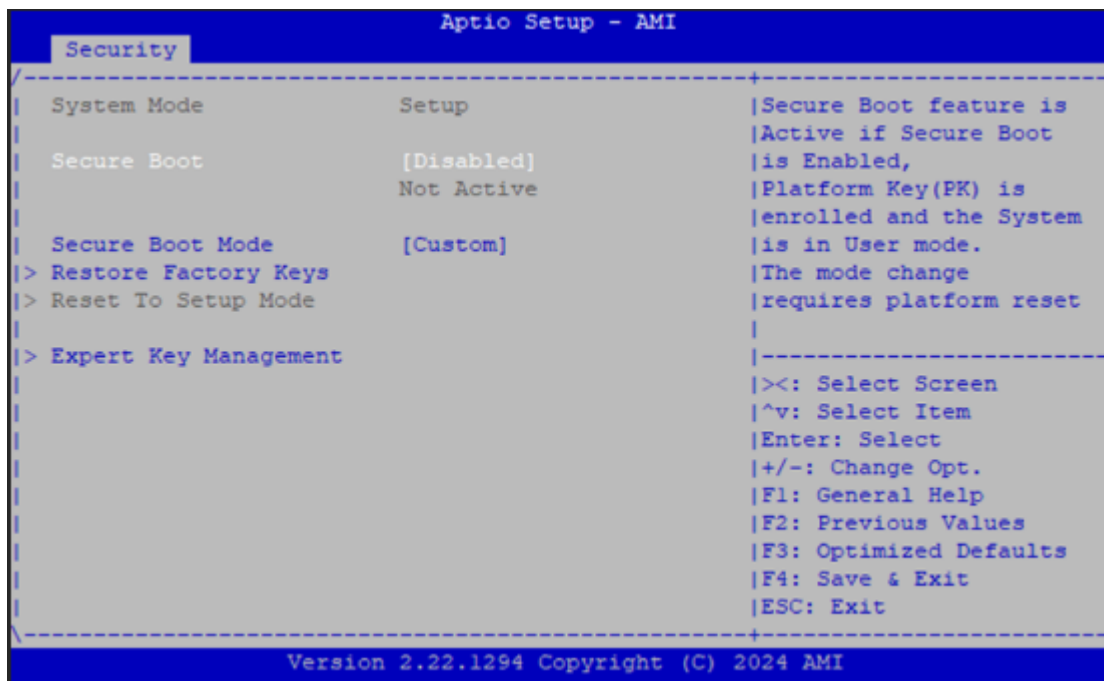 Aptio Setup - AMI
Security
System Mode Setup |Secure Boot feature is
|Active if Secure Boot
Secure Boot [Disabled] |is Enabled,
Not Active |Platform Key(PK) is
|enrolled and the System
Secure Boot Mode [Custom] |is in User mode.
|> Restore Factory Keys |The mode change
|> Reset To Setup Mode |requires platform reset
|> Expert Key Management
|><: Select Screen
|^v: Select Item
|Enter: Select
|+/-: Change Opt.
|F1: General Help
|F2: Previous Values
|F3: Optimized Defaults
|F4: Save & Exit
|ESC: Exit
Version 2.22.1294 Copyright (C) 2024 AMI